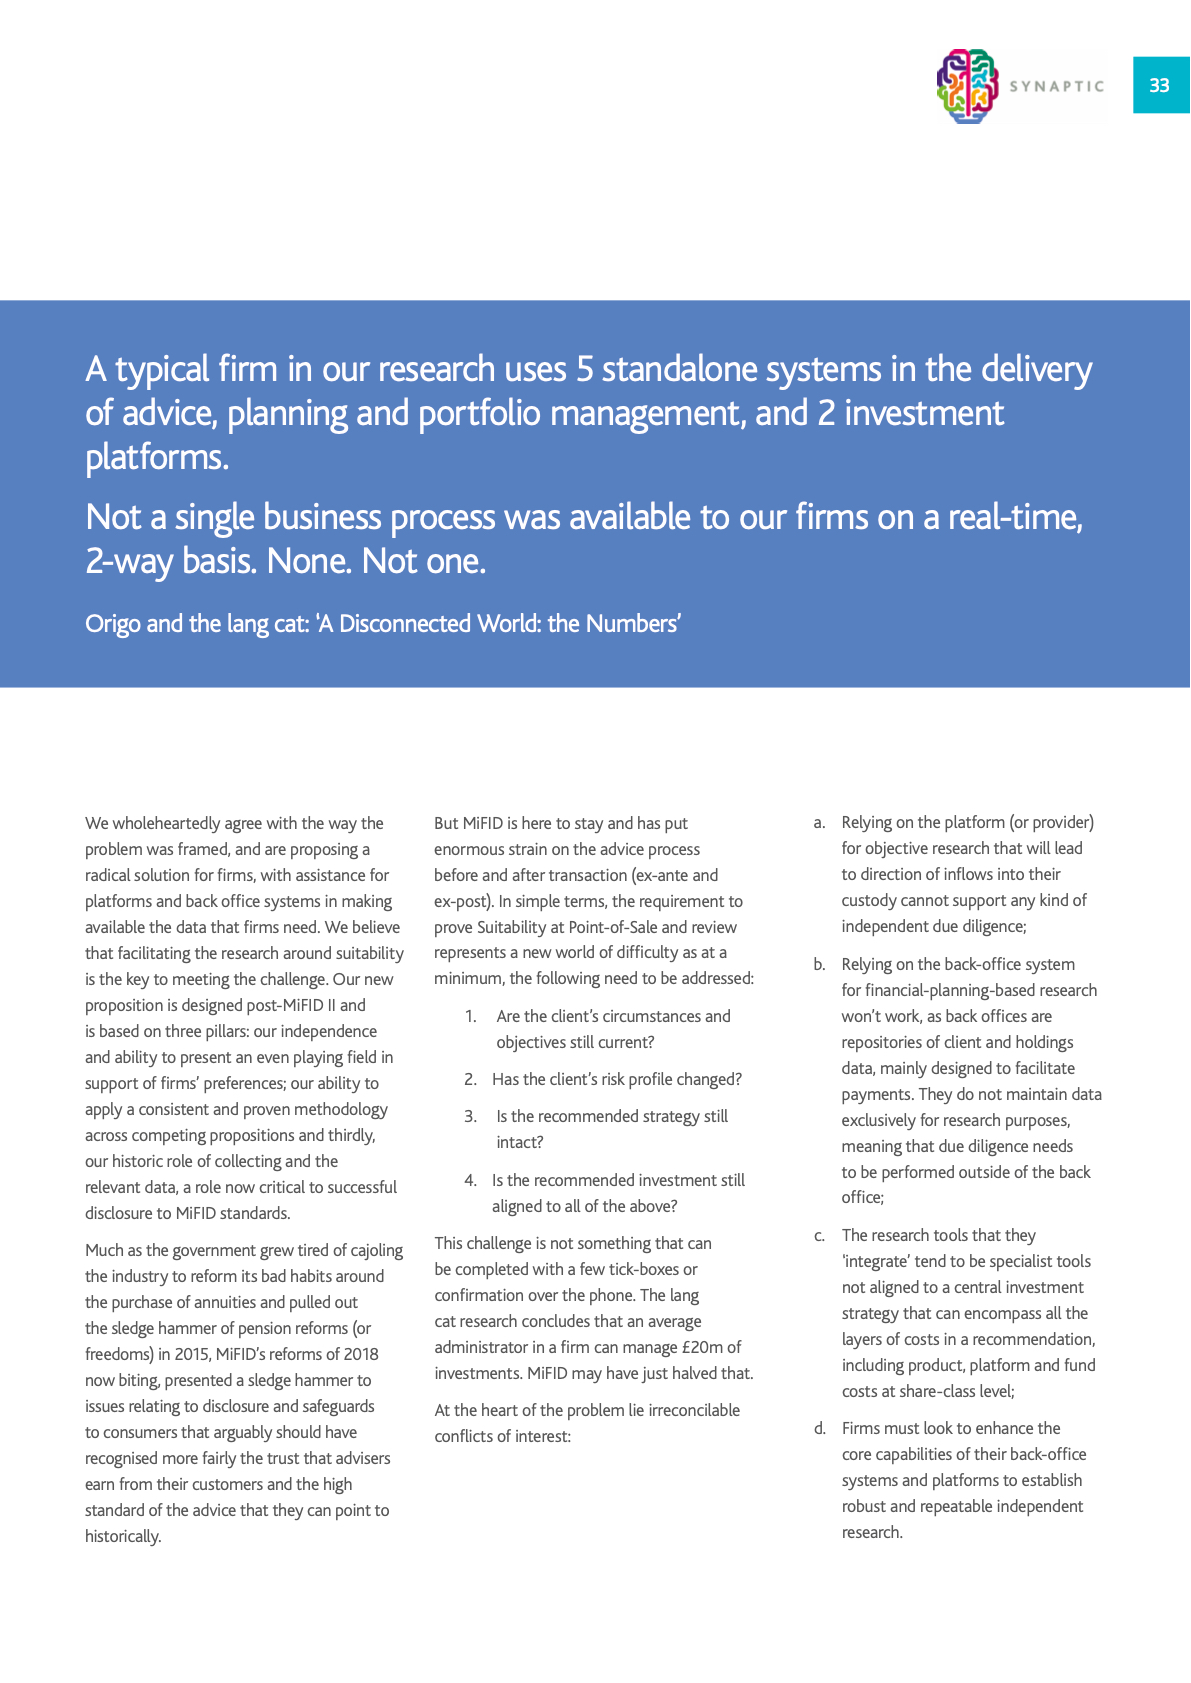 SYNAPTIC
33
A typical firm in our research uses 5 standalone systems in the delivery
of advice, planning and portfolio management, and 2 investment
platforms.
Not a single business process was available to our firms on a real-time,
2-way basis. None. Not one.
Origo and the lang cat: ‘A Disconnected World: the Numbers’
We wholeheartedly agree with the way the
problem was framed, and are proposing a
radical solution for firms, with assistance for
platforms and back office systems in making
available the data that firms need. We believe
that facilitating the research around suitability
is the key to meeting the challenge. Our new
proposition is designed post-MiFID II and
is based on three pillars: our independence
and ability to present an even playing field in
support of firms’ preferences; our ability to
apply a consistent and proven methodology
across competing propositions and thirdly,
our historic role of collecting and the
relevant data, a role now critical to successful
disclosure to MiFID standards.
Much as the government grew tired of cajoling
the industry to reform its bad habits around
the purchase of annuities and pulled out
the sledge hammer of pension reforms (or
freedoms) in 2015, MiFID’s reforms of 2018
now biting, presented a sledge hammer to
issues relating to disclosure and safeguards
to consumers that arguably should have
recognised more fairly the trust that advisers
earn from their customers and the high
standard of the advice that they can point to
historically.
But MiFID is here to stay and has put
enormous strain on the advice process
before and after transaction (ex-ante and
ex-post). In simple terms, the requirement to
prove Suitability at Point-of-Sale and review
represents a new world of difficulty as at a
minimum, the following need to be addressed:
1. Are the client’s circumstances and
objectives still current?
2. Has the client’s risk profile changed?
3. Is the recommended strategy still
intact?
4. Is the recommended investment still
aligned to all of the above?
This challenge is not something that can
be completed with a few tick-boxes or
confirmation over the phone. The lang
cat research concludes that an average
administrator in a firm can manage £20m of
investments. MiFID may have just halved that.
At the heart of the problem lie irreconcilable
conflicts of interest:
a. Relying on the platform (or provider)
for objective research that will lead
to direction of inflows into their
custody cannot support any kind of
independent due diligence;
b. Relying on the back-office system
for financial-planning-based research
won’t work, as back offices are
repositories of client and holdings
data, mainly designed to facilitate
payments. They do not maintain data
exclusively for research purposes,
meaning that due diligence needs
to be performed outside of the back
office;
c. The research tools that they
‘integrate’ tend to be specialist tools
not aligned to a central investment
strategy that can encompass all the
layers of costs in a recommendation,
including product, platform and fund
costs at share-class level;
d. Firms must look to enhance the
core capabilities of their back-office
systems and platforms to establish
robust and repeatable independent
research.